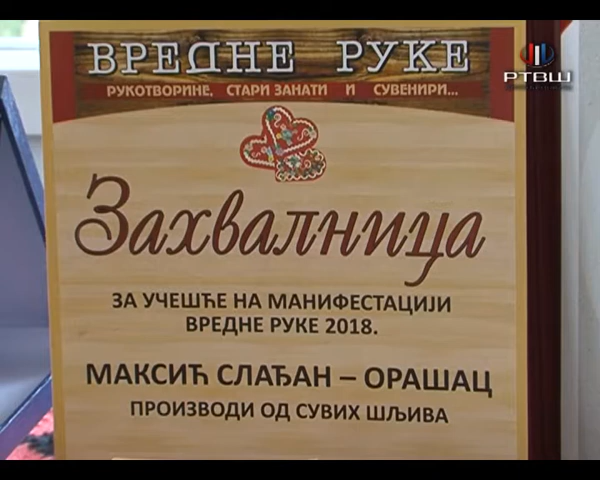 ВРЕДНЕ РУКЕ
РУКОТВОРИНЕ, СТАРИ ЗАНАТИ И СУВЕНИРИ...
РТВШ
Захвалница
ЗА УЧЕШЋЕ НА МАНИФЕСТАЦИЈИ
ВРЕДНЕ РУКЕ 2018.
МАКСИЋ СЛАЂАН – ОРАШАЦ
ПРОИЗВОДИ ОД СУВИХ ШЉИВА